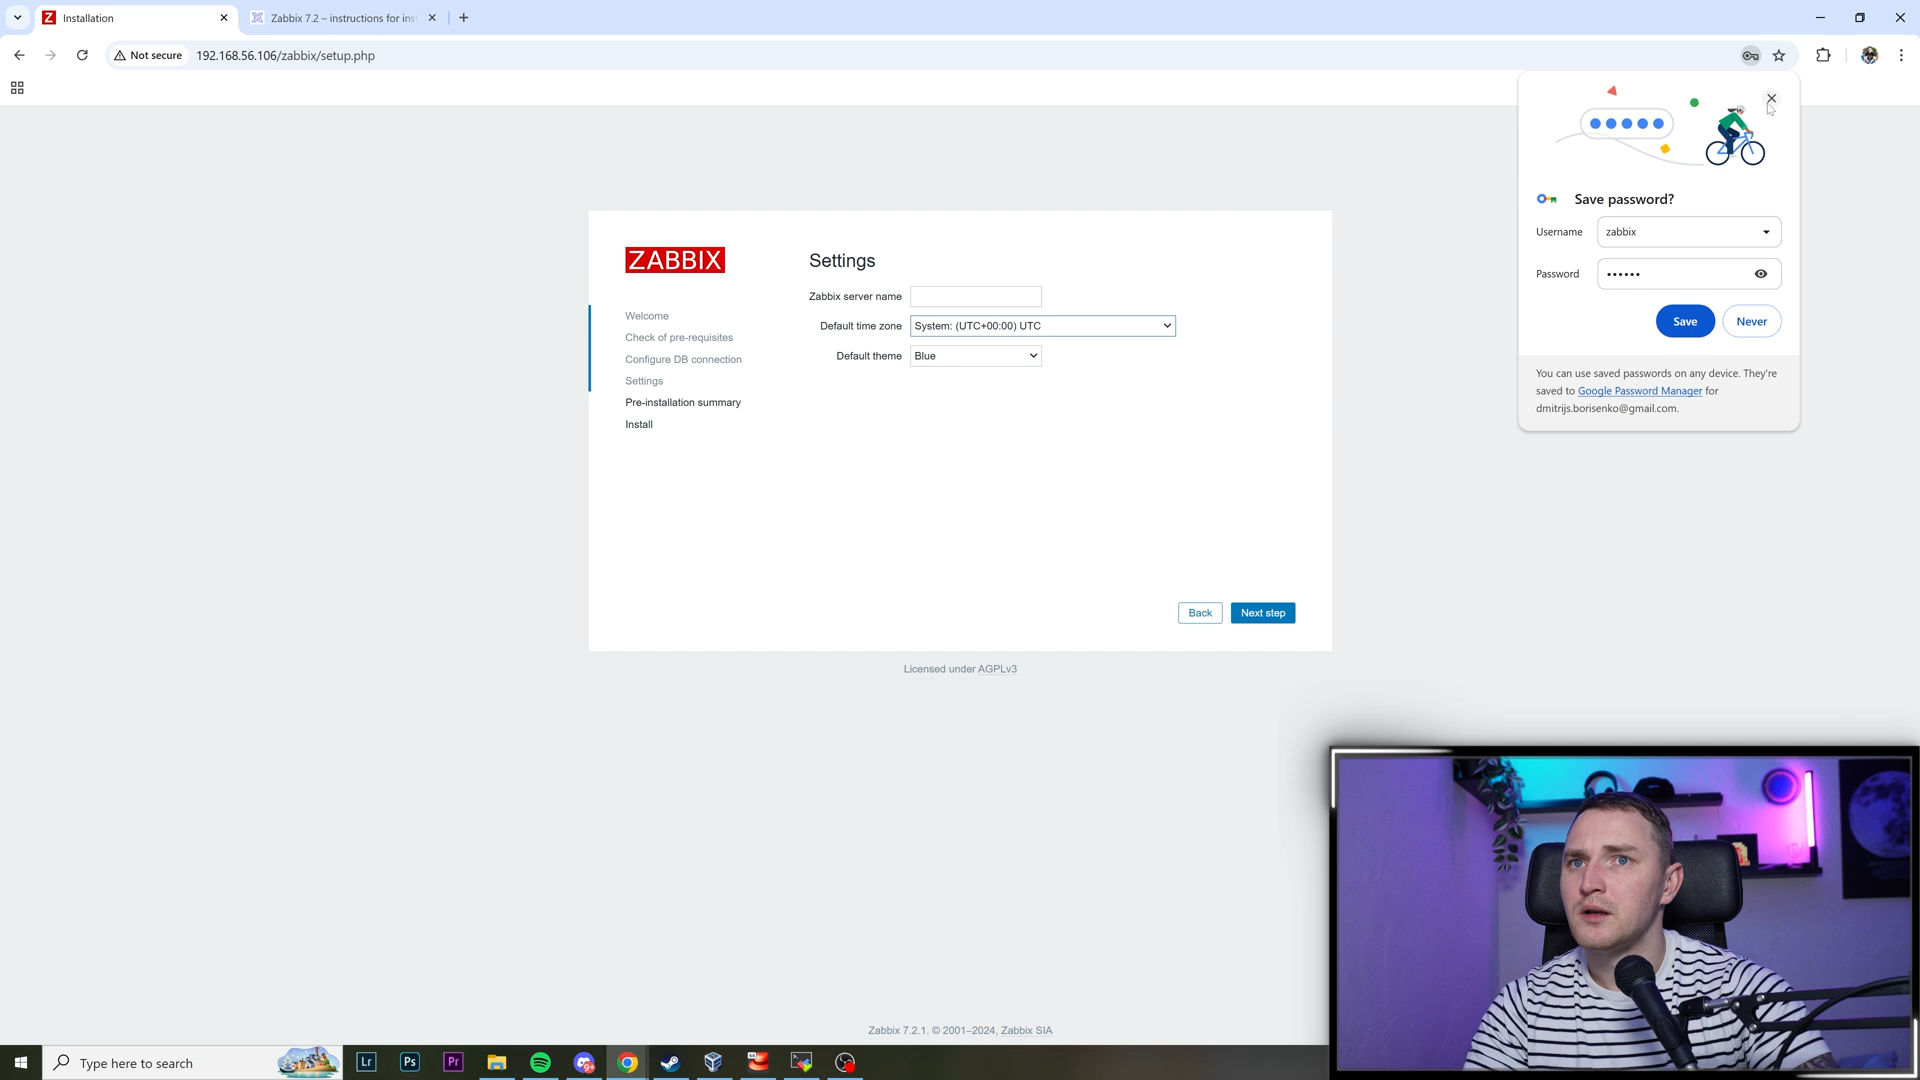 Installation
Zabbix 7.2 – instructions for ins
Not secure
192.168.56.106/zabbix/setup.php
Save password?
Username
zabbix
Password
••••••
Save
Never
You can use saved passwords on any device. They're
saved to Google Password Manager for
dmitrijs.borisenko@gmail.com.
ZABBIX
Welcome
Check of pre-requisites
Configure DB connection
Settings
Pre-installation summary
Install
Settings
Zabbix server name
Default time zone
System: (UTC+00:00) UTC
Default theme
Blue
Back
Next step
Licensed under AGPLv3
Zabbix 7.2.1. © 2001–2024, Zabbix SIA
Type here to search
Lr
Ps
Pr